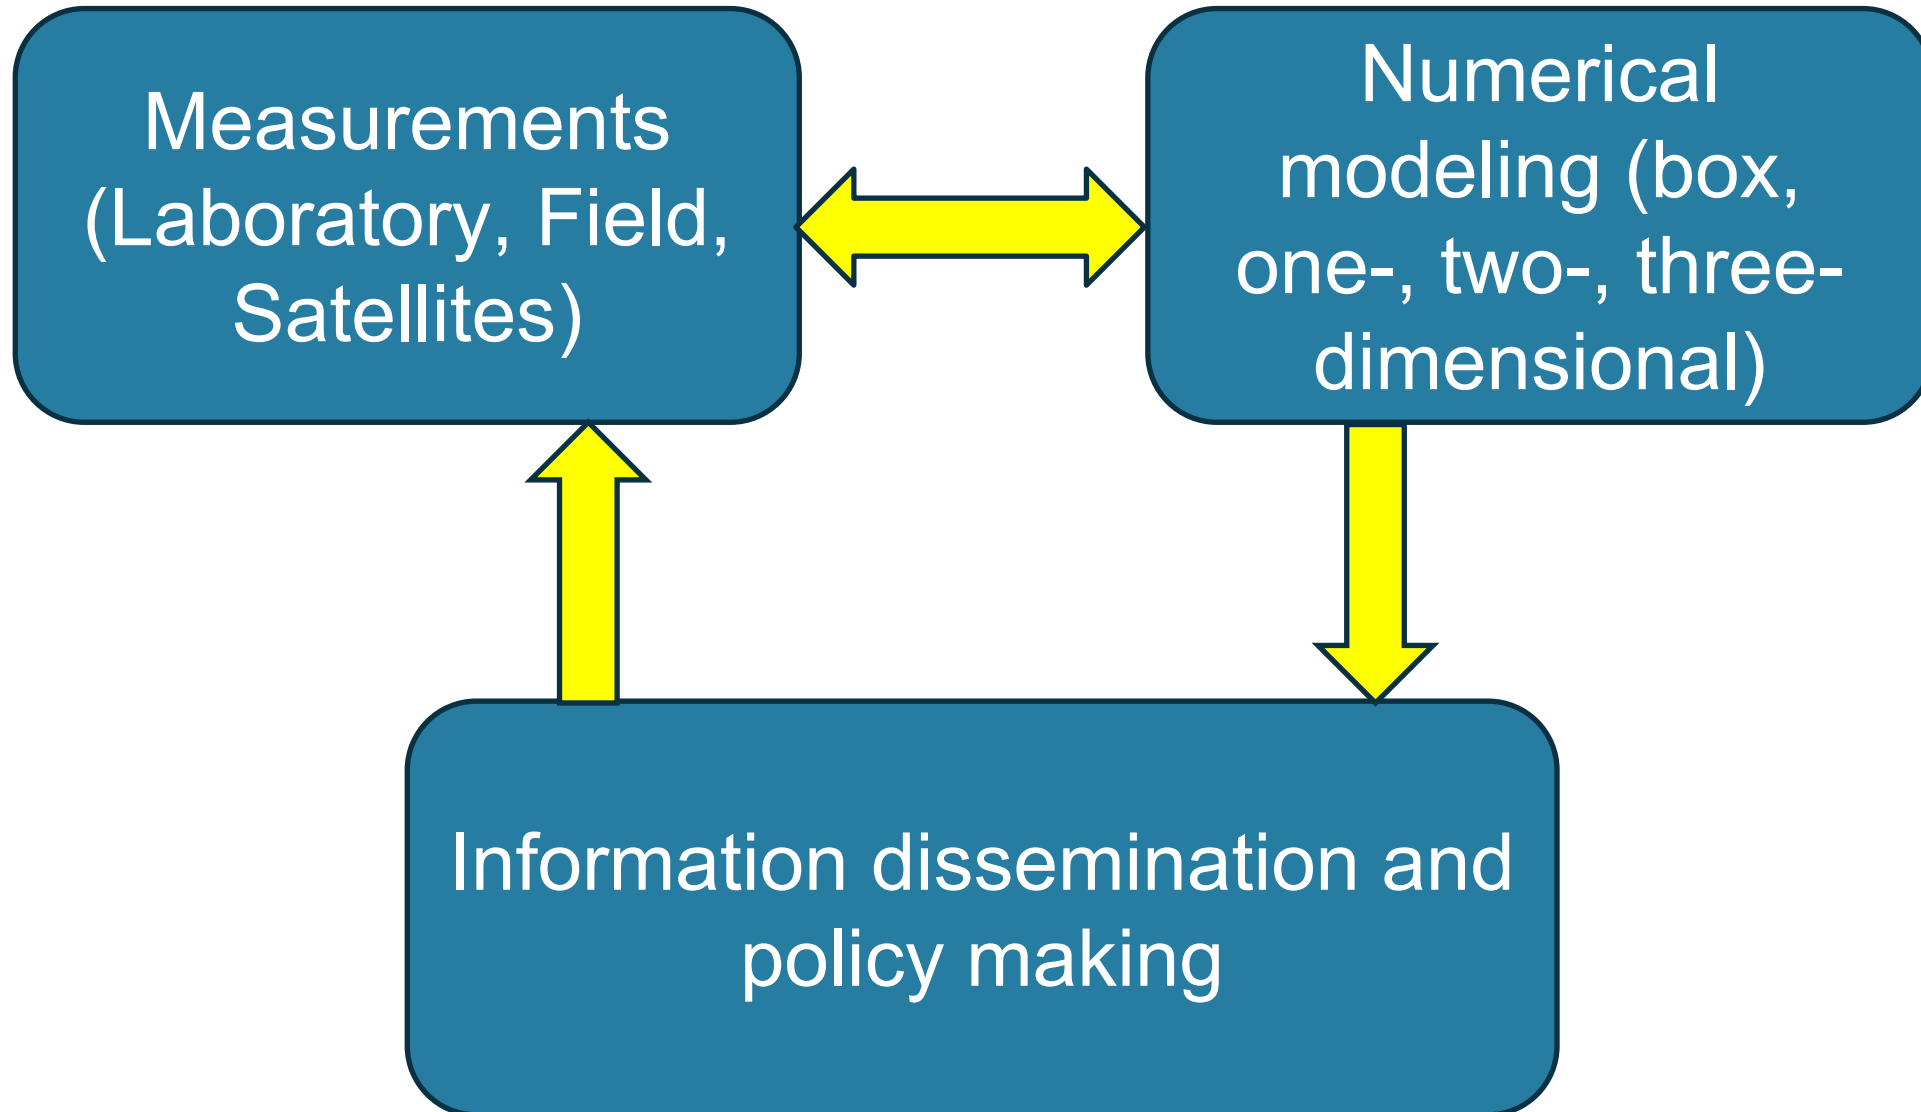 Measurements
(Laboratory, Field,
Satellites)
Numerical
modeling (box,
one-, two-, three-
dimensional)
Information dissemination and
policy making